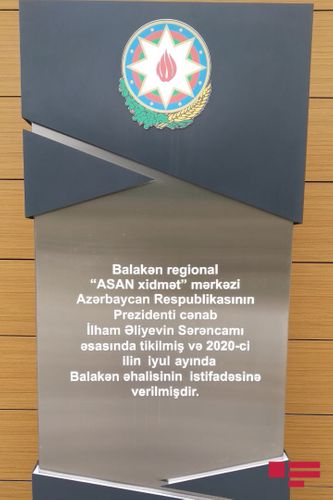 Balakən regional
“ASAN xidmət” mərkəzi
Azərbaycan Respublikasının
Prezidenti cənab
İlham Əliyevin Sərəncamı
əsasında tikilmiş və 2020-ci
ilin iyul ayında
Balakən əhalisinin istifadəsinə
verilmişdir.